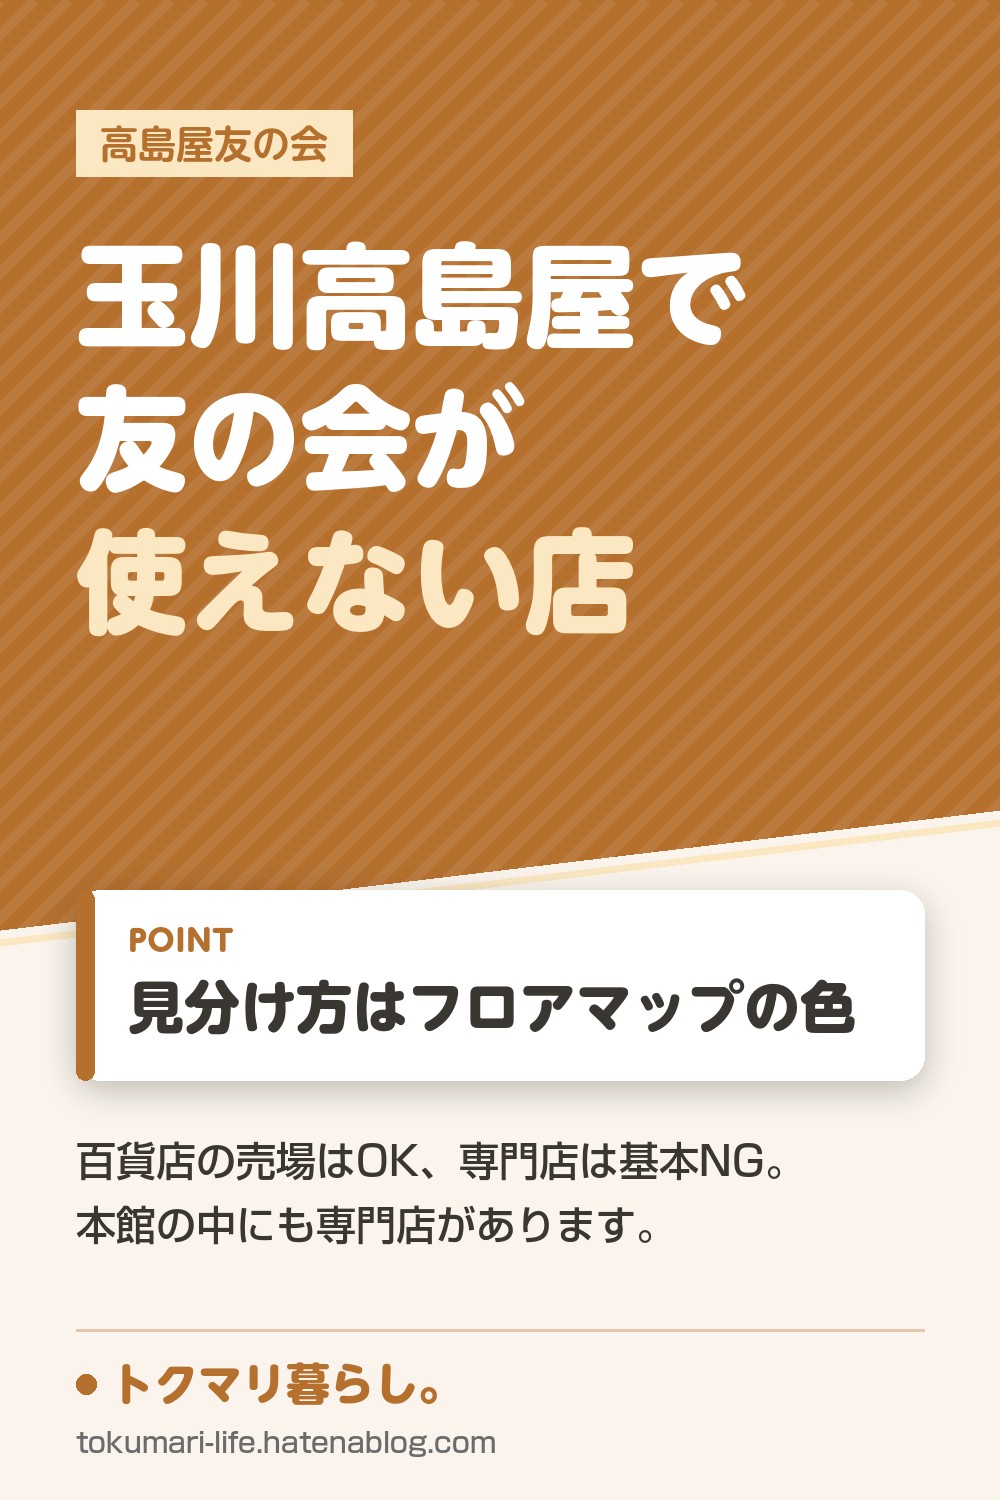 高島屋友の会
玉川高島屋で
友の会が
使えない店
POINT
見分け方はフロアマップの色
百貨店の売場はOK、専門店は基本NG。
本館の中にも専門店があります。
トクマリ暮らし。
tokumari-life.hatenablog.com